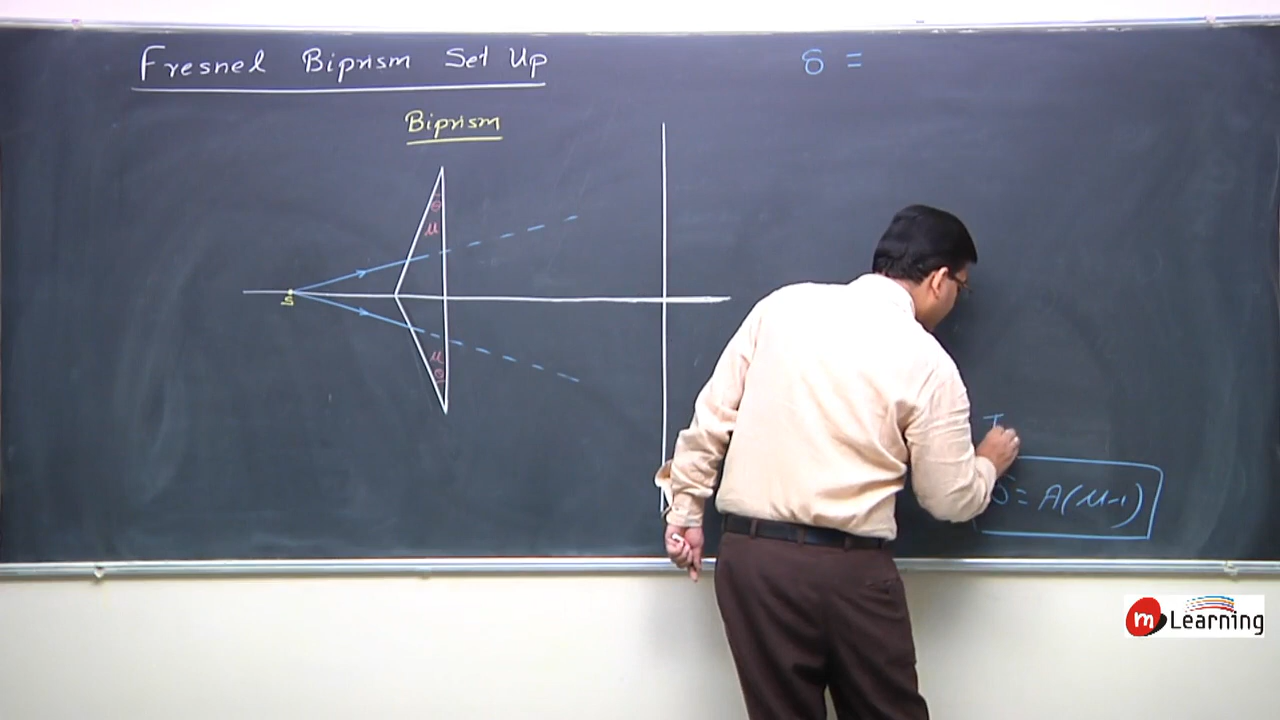 Fresnel Biprism Set Up
δ =
Biprism
θ
μ
S
μ
θ
δ = A(μ-1)
m Learning